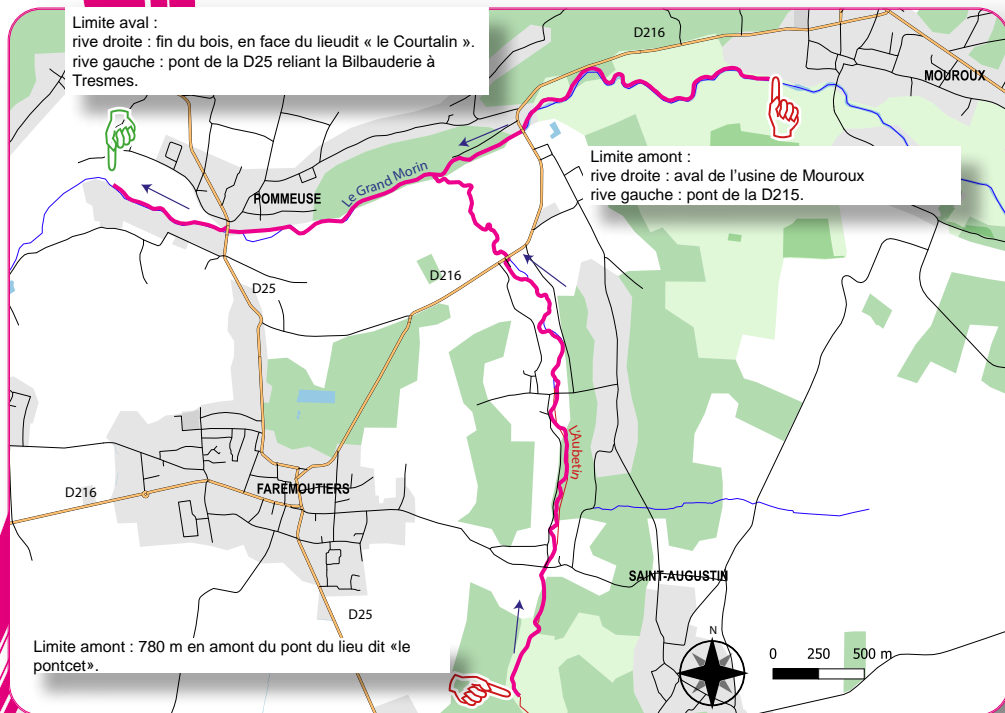 Limite aval :
rive droite : fin du bois, en face du lieudit « le Courtalin ».
rive gauche : pont de la D25 reliant la Bilbauderie à
Tresmes.
D216
MOUROUX
Limite amont :
rive droite : aval de l'usine de Mouroux
rive gauche : pont de la D215.
Le Grand Morin
POMMEUSE
D216
D25
L'Aubetin
D216
FAREMOUTIERS
SAINT-AUGUSTIN
D25
Limite amont : 780 m en amont du pont du lieu dit «le
pontcet».
N
0 250 500 m